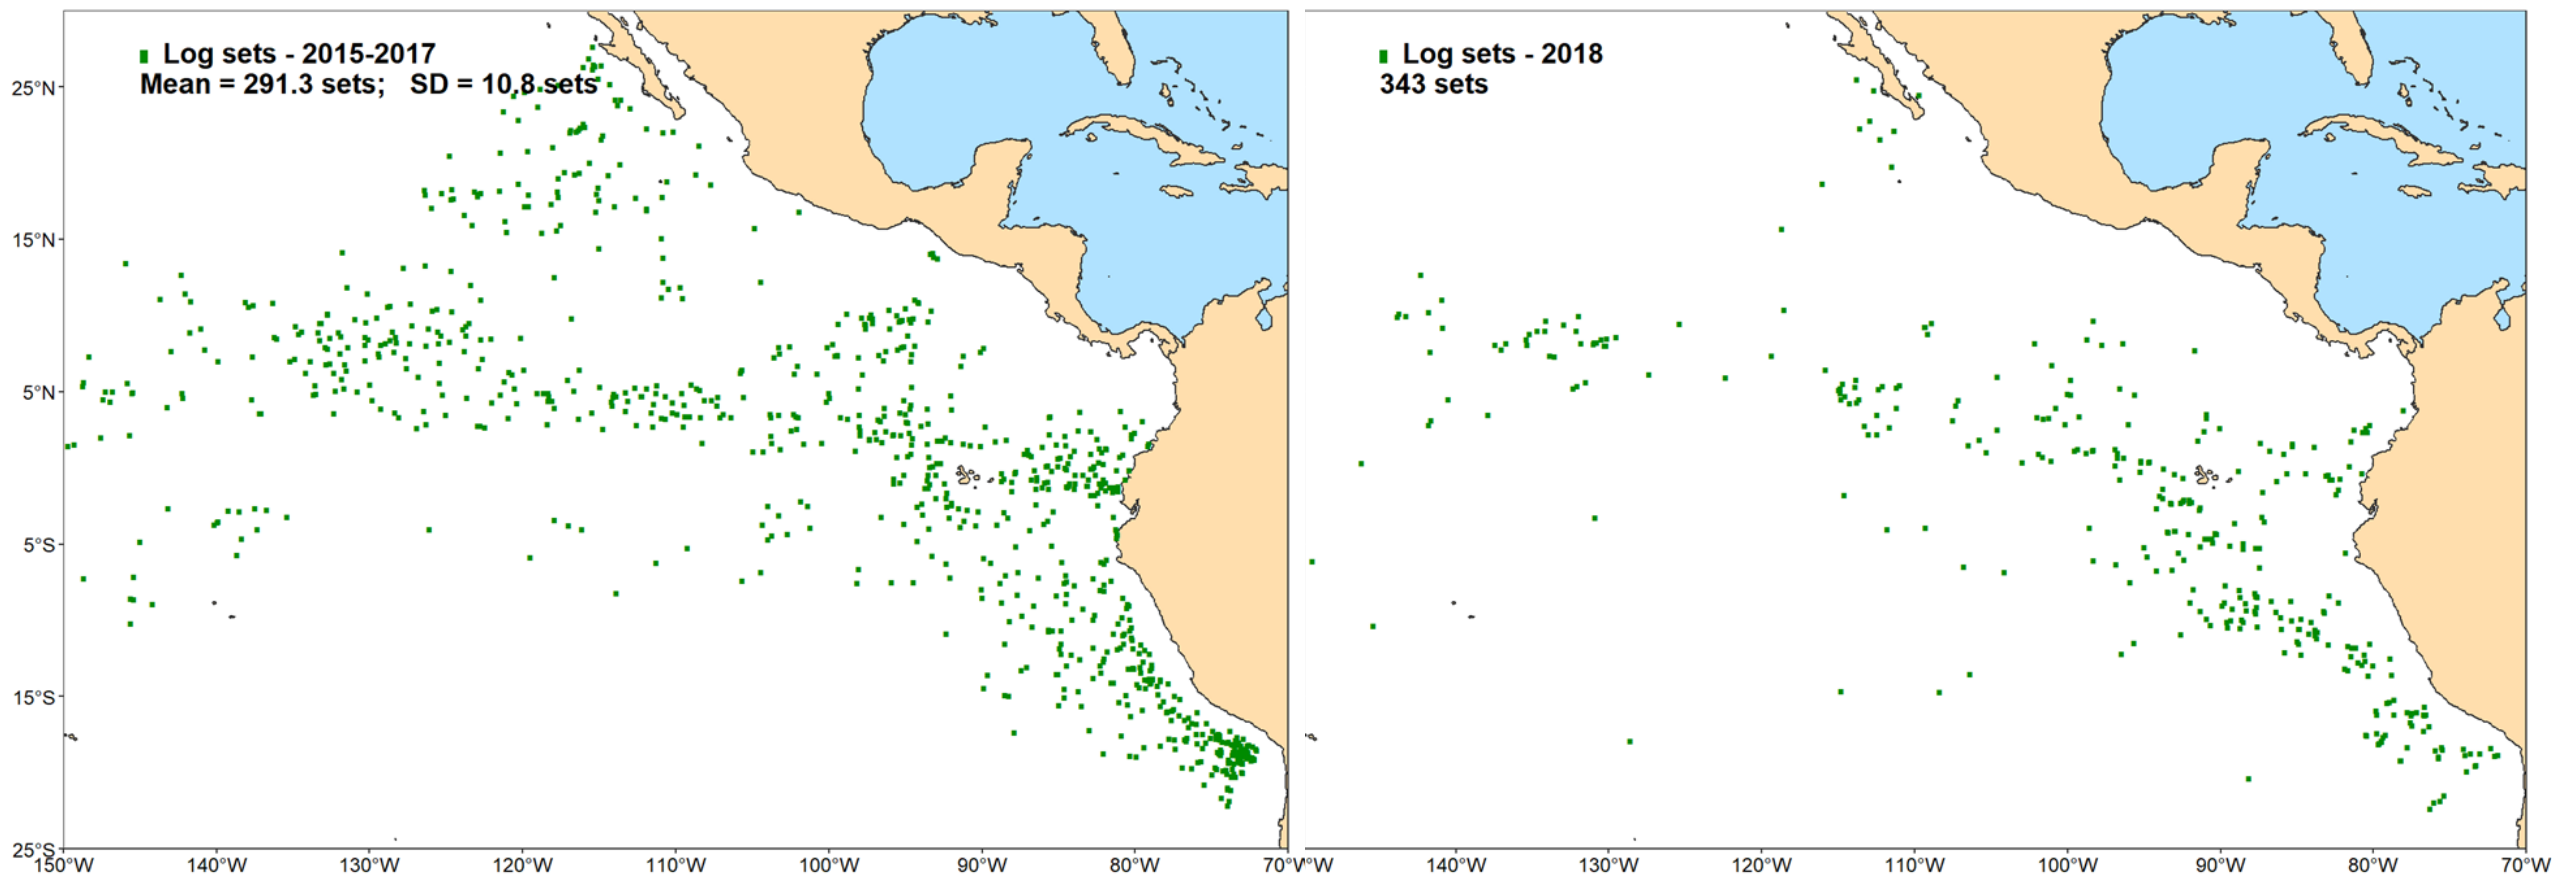 Log sets - 2015-2017
Mean = 291.3 sets; SD = 10.8 sets
Log sets - 2018
343 sets
25°N
15°N
5°N
5°S
15°S
25°S
150°W 140°W 130°W 120°W 110°W 100°W 90°W 80°W 70°W
140°W 130°W 120°W 110°W 100°W 90°W 80°W 70°W